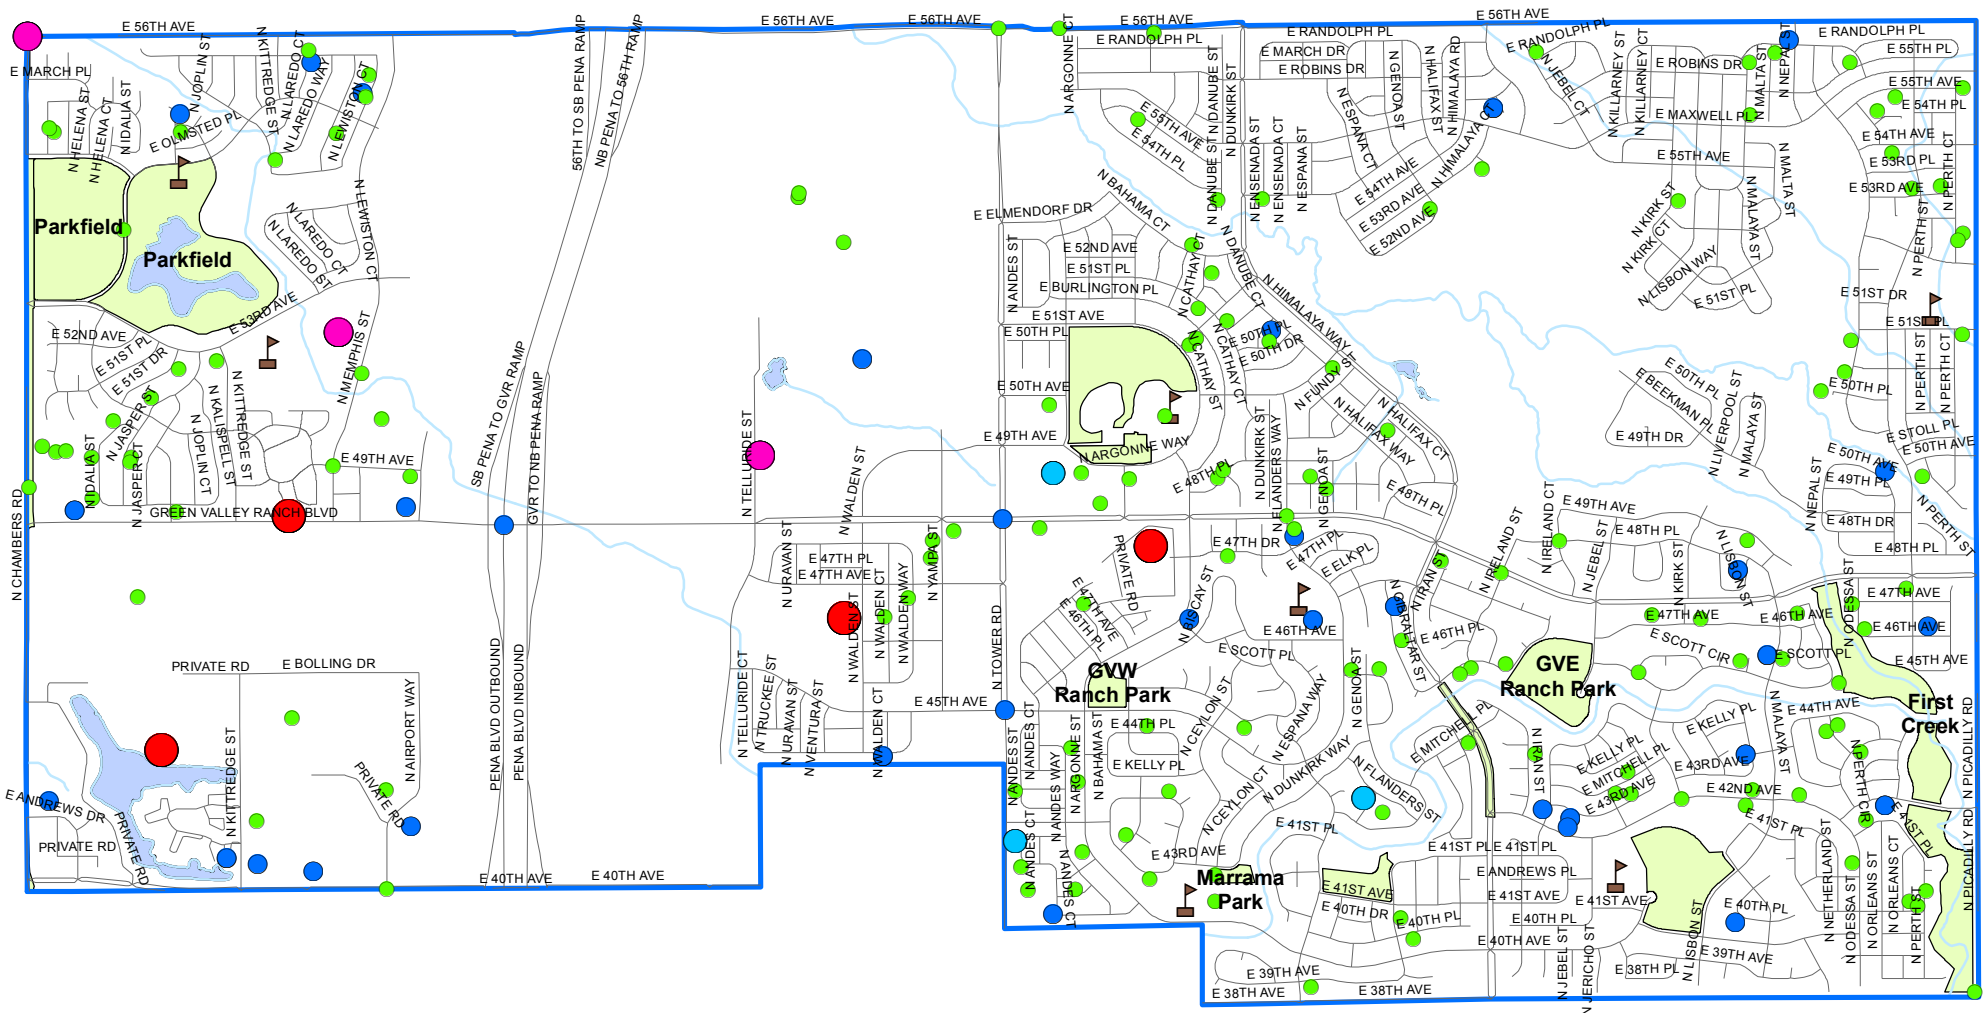 E 56TH AVE
E 56TH AVE
E 56TH AVE
E 56TH AVE
E 56TH AVE
E MARCH PL
N JOPLIN ST
N KITTREDGE ST
N LAREDO CT
N LAREDO WAY
N LEWISTON CT
N HELENA ST
N HELENA CT
N IDALIA ST
E OLMSTED PL
56TH TO SB PENA RAMP
NB PENA TO 56TH RAMP
N ARGONNE CT
E RANDOLPH PL
E 55TH AVE
E 54TH PL
N DANUBE ST
N DANUBE ST
N DUNKIRK ST
E RANDOLPH PL
E MARCH DR
E ROBINS DR
N ENSENADA ST
N ENSENADA CT
N ESPANA ST
N ESPANA CT
N GENOA ST
N HALIFAX ST
N HIMALAYA RD
N HIMALAYA CT
E 54TH AVE
E 53RD AVE
E 52ND AVE
E RANDOLPH PL
N JEBEL CT
N KILLARNEY ST
N KILLARNEY CT
E ROBINS DR
E MAXWELL PL
N MALTA ST
N NEPAL ST
E RANDOLPH PL
E 55TH PL
E 55TH AVE
E 54TH PL
E 54TH AVE
E 53RD PL
E 53RD AVE
N PERTH CT
N PERTH ST
E 55TH AVE
N MALTA ST
N MALAYA ST
N KIRK ST
N KIRK CT
N LISBON WAY
E 51ST PL
Parkfield
Parkfield
N LAREDO CT
N LAREDO ST
N LEWISTON CT
E 53RD AVE
N MEMPHIS ST
E 52ND AVE
E 51ST PL
E 51ST DR
N JASPER ST
N IDALIA ST
N JASPER CT
N JOPLIN CT
N KALISPELL ST
N KITTREDGE ST
E 49TH AVE
GREEN VALLEY RANCH BLVD
N CHAMBERS RD
SB PENA TO GVR RAMP
GVR TO NB PENA RAMP
E ELMENDORF DR
N BAHAMA CT
N ANDES ST
E 52ND AVE
E 51ST PL
E BURLINGTON PL
E 51ST AVE
E 50TH PL
E 50TH AVE
E 49TH AVE
N CATHAY CT
N CATHAY CT
N CATHAY ST
N DANUBE CT
N HIMALAYA WAY
E 50TH PL
E 50TH DR
N FUNDY ST
N HALIFAX WAY
N HALIFAX CT
N ARGONNE WAY
E 48TH PL
N DUNKIRK ST
N FLANDERS WAY
N GENOA ST
E 48TH PL
E 51ST DR
E 51ST PL
E 50TH PL
N PERTH ST
N PERTH CT
E STOLL PL
E 50TH AVE
E 50TH AVE
E 49TH PL
E 48TH DR
E 48TH PL
N PERTH ST
N NEPAL ST
E 50TH PL
E BEEKMAN PL
E 49TH DR
N LIVERPOOL ST
N MALAYA ST
N TELLURIDE ST
N WALDEN ST
N URAVAN ST
E 47TH PL
E 47TH AVE
N WALDEN ST
N WALDEN CT
N WALDEN WAY
N YAMPA ST
N TOWER RD
PRIVATE RD
E 47TH DR
E 47TH PL
E ELK PL
E 47TH AVE
E 46TH PL
N BISCAY ST
E 46TH AVE
E SCOTT PL
N GIBRALTAR ST
N IRAN ST
E 46TH PL
N IRELAND ST
N IRELAND CT
E 49TH AVE
E 48TH PL
N JEBEL ST
N KIRK ST
N LISBON ST
E 47TH AVE
E SCOTT CIR
E 46TH AVE
E SCOTT PL
N ODESSA ST
E 47TH AVE
E 46TH AVE
E 45TH AVE
PRIVATE RD
E BOLLING DR
N AIRPORT WAY
PRIVATE RD
N KITTREDGE ST
E ANDREWS DR
PRIVATE RD
PRIVATE RD
PENA BLVD OUTBOUND
PENA BLVD INBOUND
E 40TH AVE
E 40TH AVE
N TELLURIDE CT
N TRUCKEE ST
N URAVAN ST
N VENTURA ST
N WALDEN CT
E 45TH AVE
GVW
Ranch Park
N ANDES ST
N ANDES CT
N ANDES WAY
N ARGONNE ST
N BAHAMA ST
E 44TH PL
E KELLY PL
N CEYLON ST
N CEYLON CT
N ESPANA WAY
N DUNKIRK WAY
N GENOA ST
E MITCHELL PL
N FLANDERS ST
E 41ST PL
E 43RD AVE
N ANDES CT
N ANDES CT
Marrama
Park
E 41ST AVE
E 40TH DR
E 40TH PL
E 39TH AVE
E 38TH AVE
E 38TH AVE
GVE
Ranch Park
N IRAN ST
E KELLY PL
E MITCHELL PL
E 43RD AVE
E KELLY PL
E 43RD AVE
E 42ND AVE
E 41ST PL
N MALAYA ST
E 44TH AVE
N PERTH CIR
E 41ST PL
First
Creek
N PICADILLY RD
N PICADILLY RD
E 41ST PL
E 41ST PL
E ANDREWS PL
E 41ST AVE
E 41ST AVE
E 40TH PL
E 40TH AVE
N JEBEL ST
N JERICHO ST
E 38TH PL
N LISBON ST
E 40TH PL
E 39TH AVE
N NETHERLAND ST
N ODESSA ST
N ORLEANS ST
N ORLEANS CT
N PERTH ST